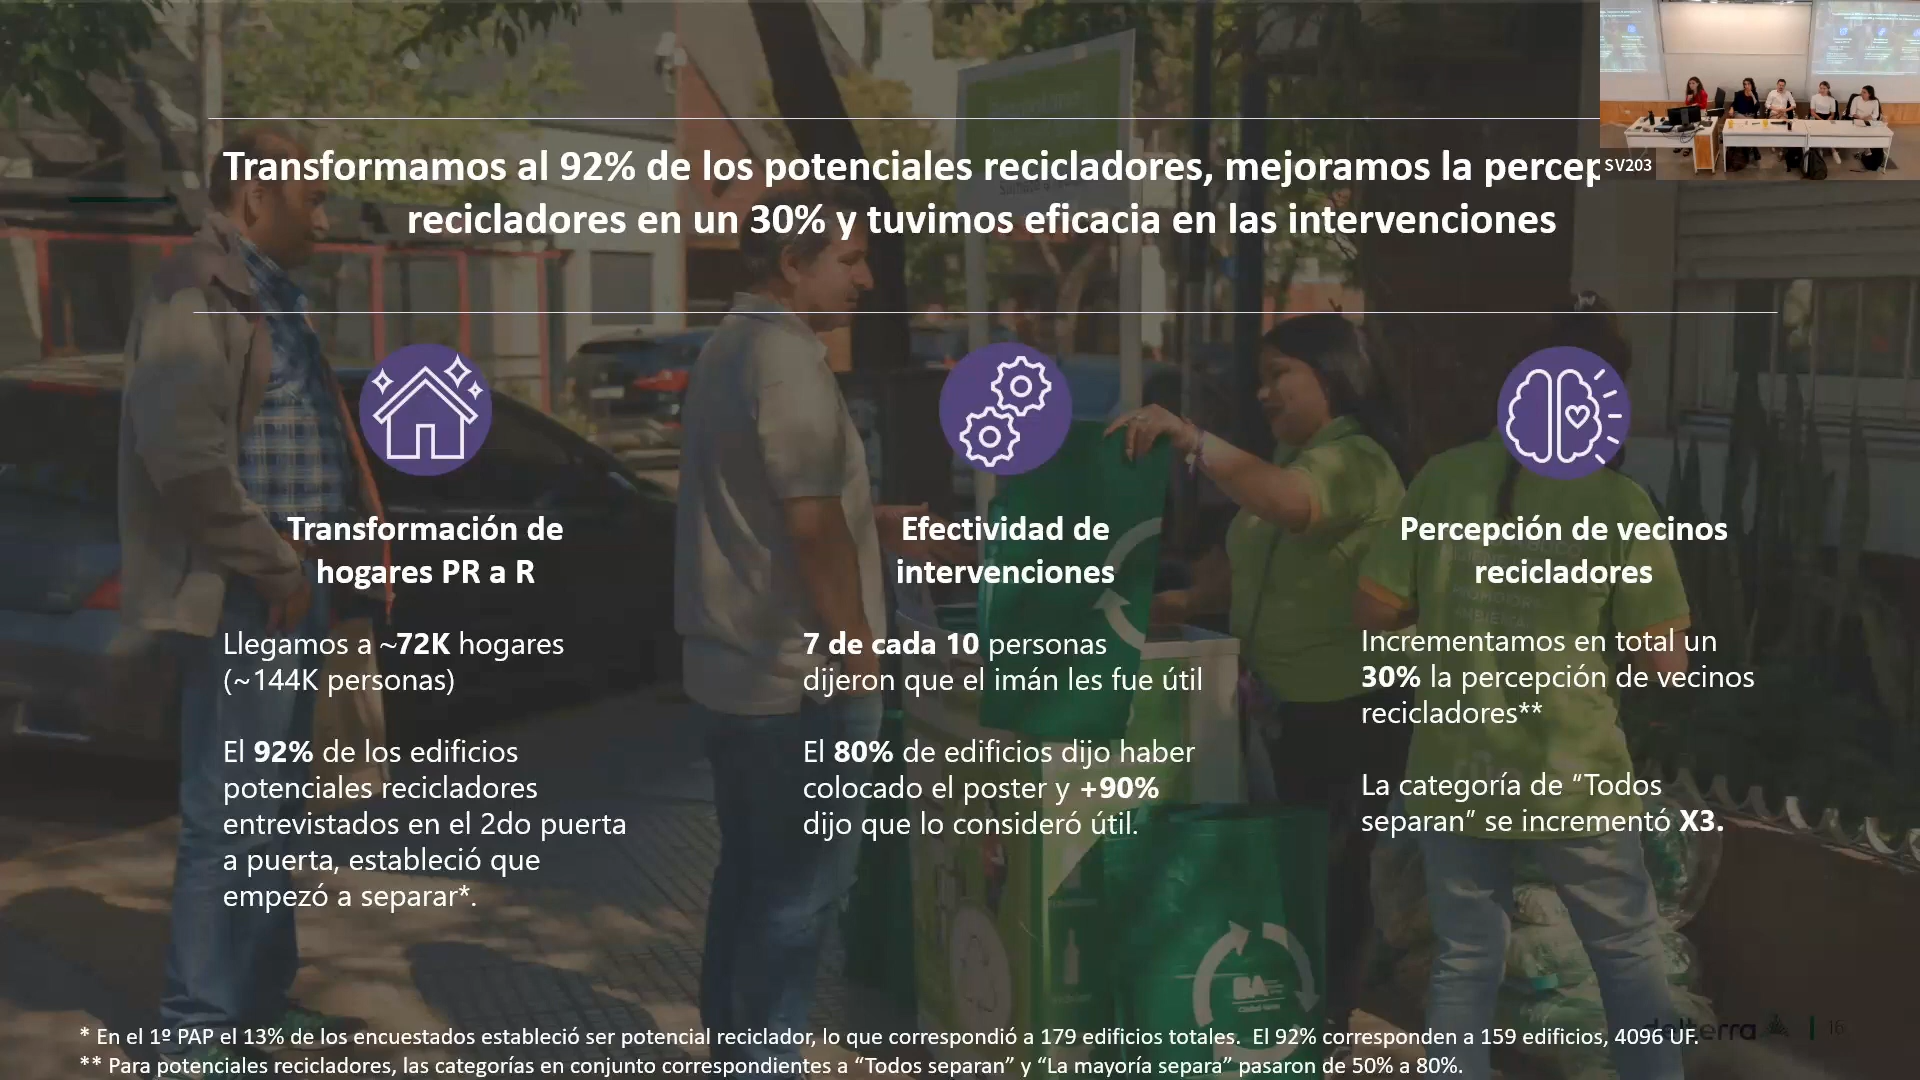 Transformamos al 92% de los potenciales recicladores, mejoramos la percep
SV203
recicladores en un 30% y tuvimos eficacia en las intervenciones
Transformación de
hogares PR a R
Llegamos a ~72K hogares
(~144K personas)
El 92% de los edificios
potenciales recicladores
entrevistados en el 2do puerta
a puerta, estableció que
empezó a separar*.
Efectividad de
intervenciones
7 de cada 10 personas
dijeron que el imán les fue útil
El 80% de edificios dijo haber
colocado el poster y +90%
dijo que lo consideró útil.
Percepción de vecinos
recicladores
Incrementamos en total un
30% la percepción de vecinos
recicladores**
La categoría de “Todos
separan” se incrementó X3.
BA
* En el 1º PAP el 13% de los encuestados estableció ser potencial reciclador, lo que correspondió a 179 edificios totales.  El 92% corresponden a 159 edificios, 4096 UF.
delterra
16
** Para potenciales recicladores, las categorías en conjunto correspondientes a “Todos separan” y “La mayoría separa” pasaron de 50% a 80%.